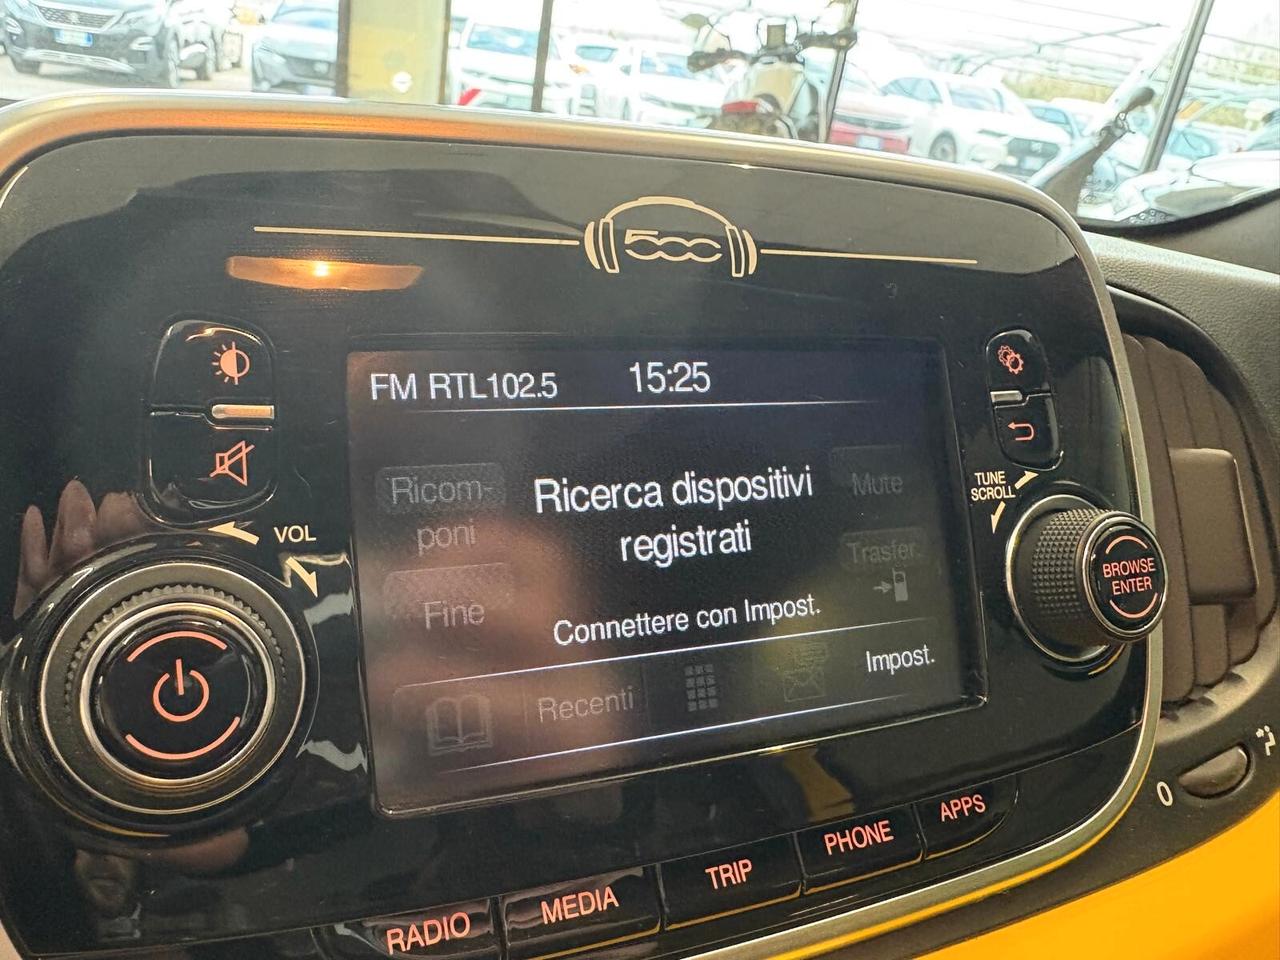 500
FM RTL102.5 15:25
Ricom-
poni
Ricerca dispositivi
registrati
Mute
Trasfer.
Fine
Connettere con Impost.
Recenti
Impost.
VOL
TUNE
SCROLL
BROWSE
ENTER
RADIO
MEDIA
TRIP
PHONE
APPS
0